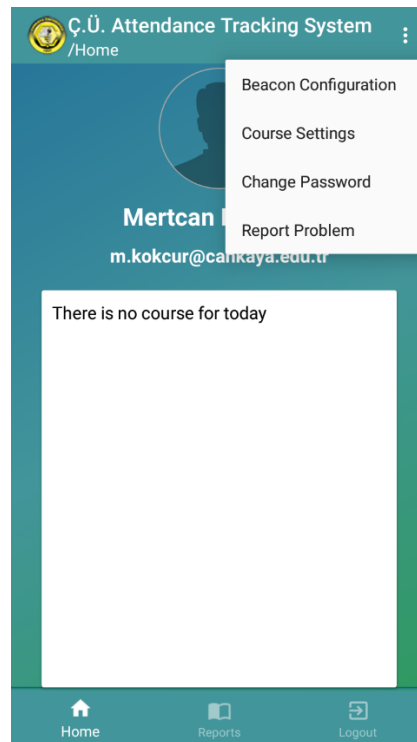 Ç.Ü. Attendance Tracking System
/Home
Beacon Configuration
Course Settings
Change Password
Report Problem
Mertcan
m.kokcur@cankaya.edu.tr
There is no course for today
Home
Reports
Logout